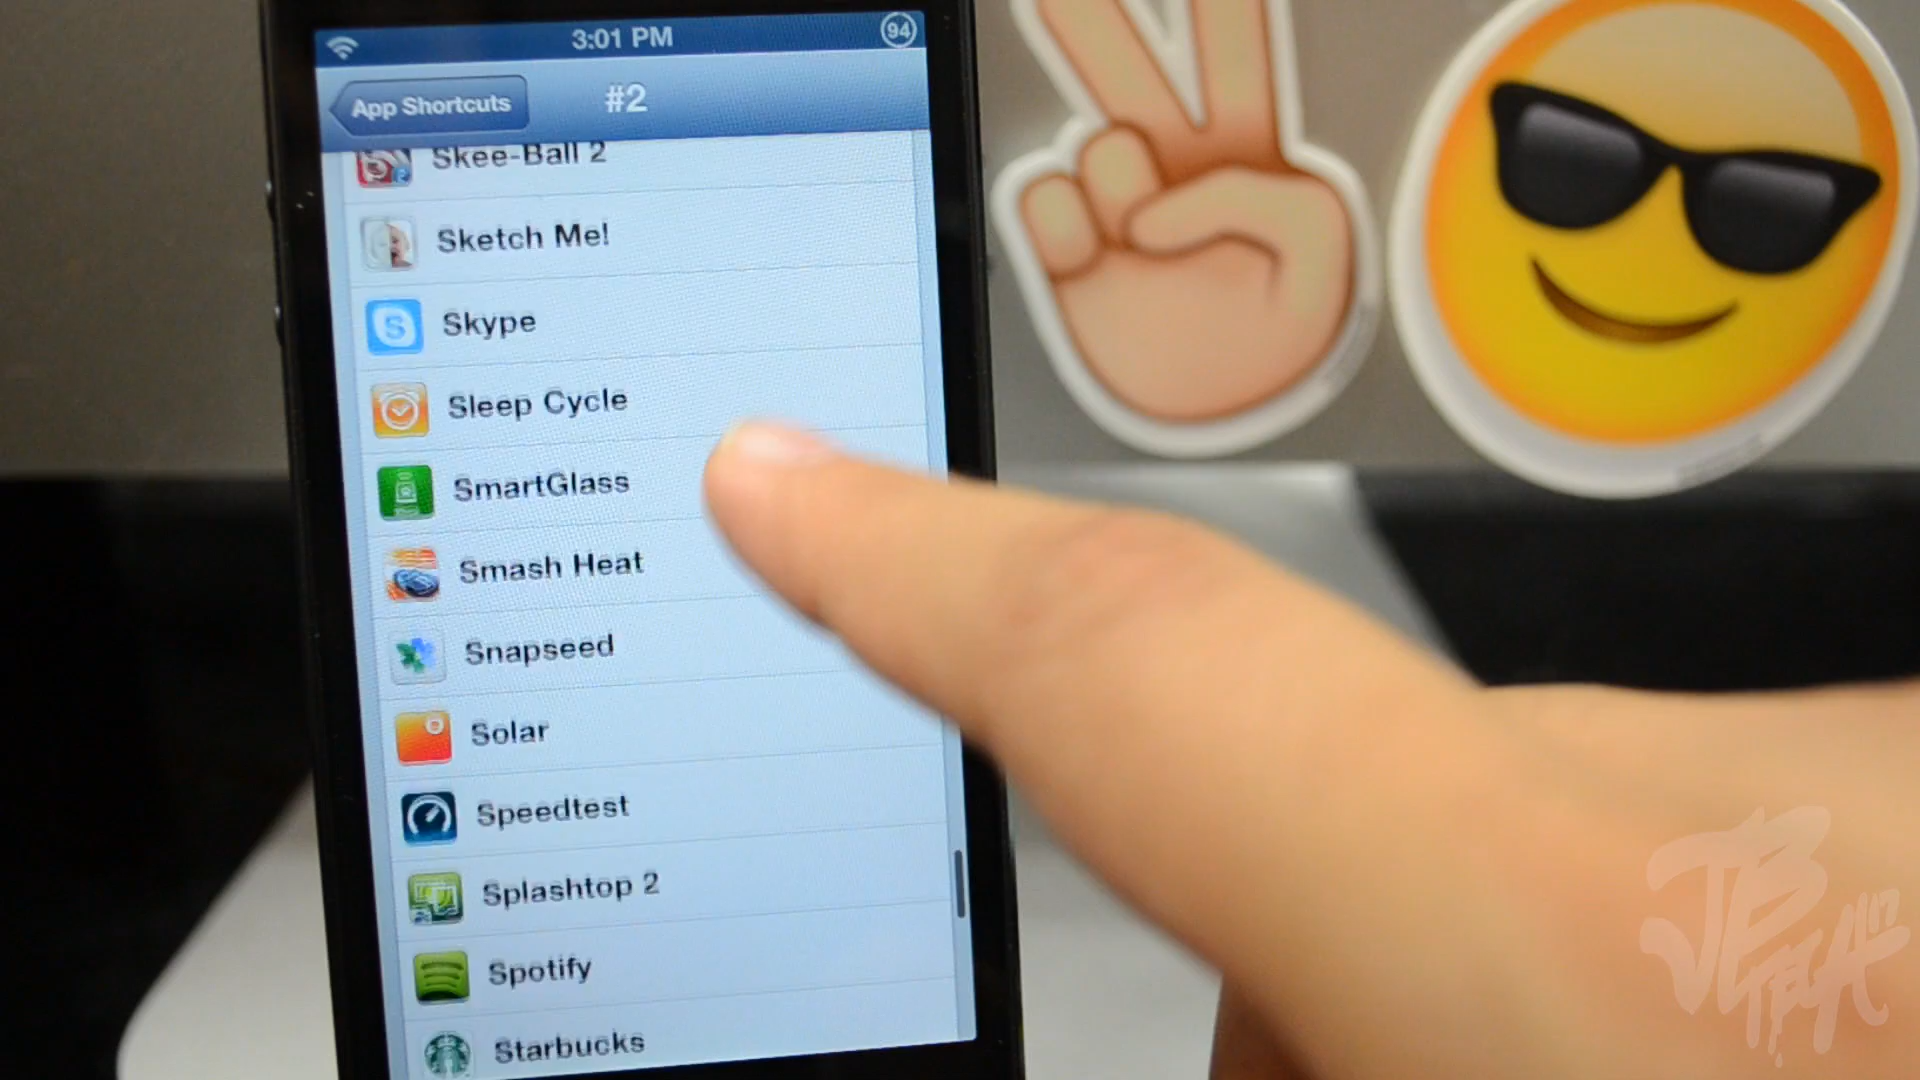 3:01 PM
94
App Shortcuts
#2
Skee-Ball 2
Sketch Me!
Skype
Sleep Cycle
SmartGlass
Smash Heat
Snapseed
Solar
Speedtest
Splashtop 2
Spotify
Starbucks